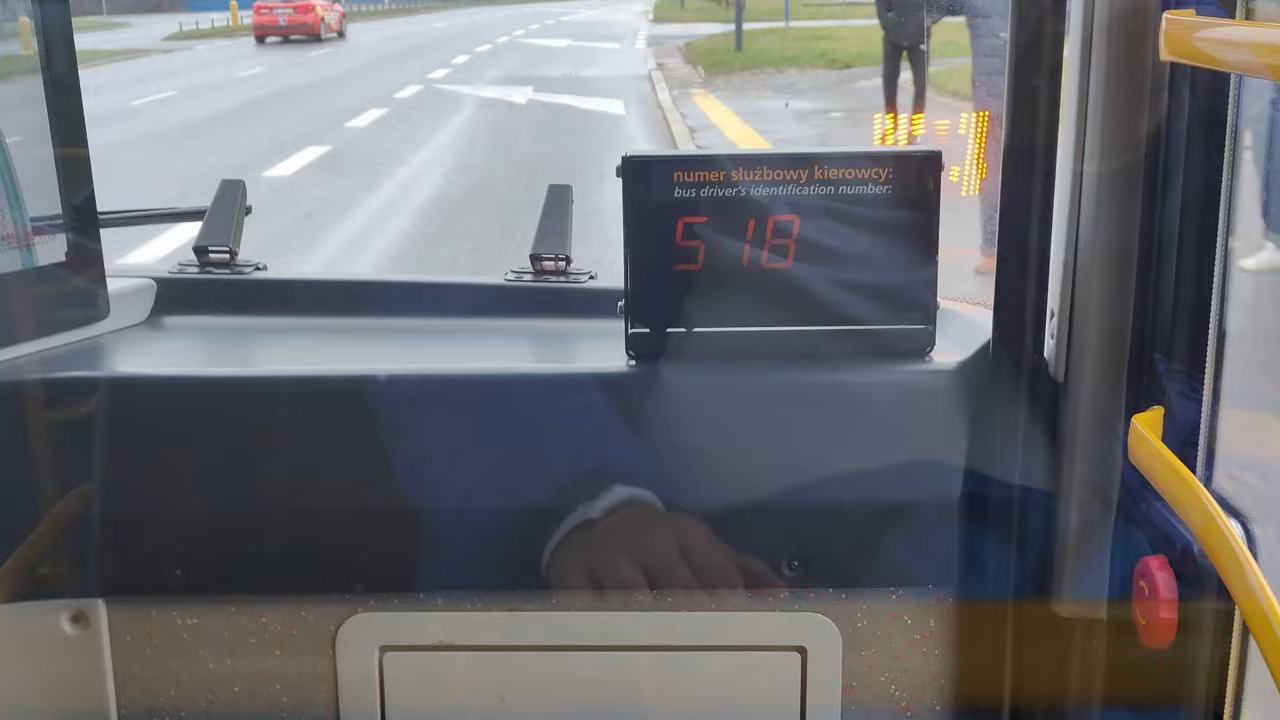 numer służbowy kierowcy:
bus driver's identification number:
518